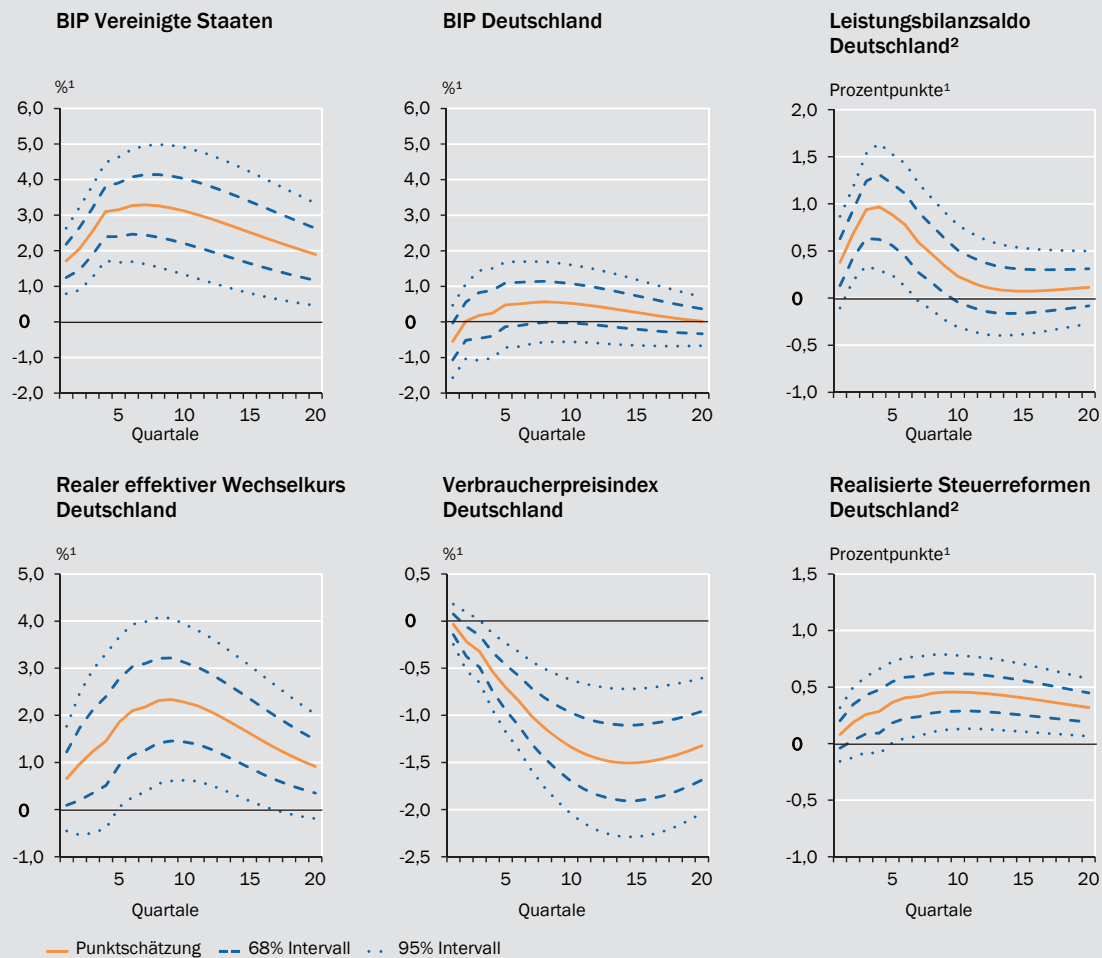 BIP Vereinigte Staaten
%¹
6,0
5,0
4,0
3,0
2,0
1,0
0
-1,0
-2,0
5 10 15 20
Quartale
BIP Deutschland
%¹
6,0
5,0
4,0
3,0
2,0
1,0
0
-1,0
-2,0
5 10 15 20
Quartale
Leistungsbilanzsaldo
Deutschland²
Prozentpunkte¹
2,0
1,5
1,0
0,5
0
-0,5
-1,0
5 10 15 20
Quartale
Realer effektiver Wechselkurs
Deutschland
%¹
5,0
4,0
3,0
2,0
1,0
0
-1,0
5 10 15 20
Quartale
Verbraucherpreisindex
Deutschland
%¹
0,5
0
-0,5
-1,0
-1,5
-2,0
-2,5
5 10 15 20
Quartale
Realisierte Steuerreformen
Deutschland²
Prozentpunkte¹
1,5
1,0
0,5
0
-0,5
-1,0
5 10 15 20
Quartale
Punktschätzung 68% Intervall 95% Intervall